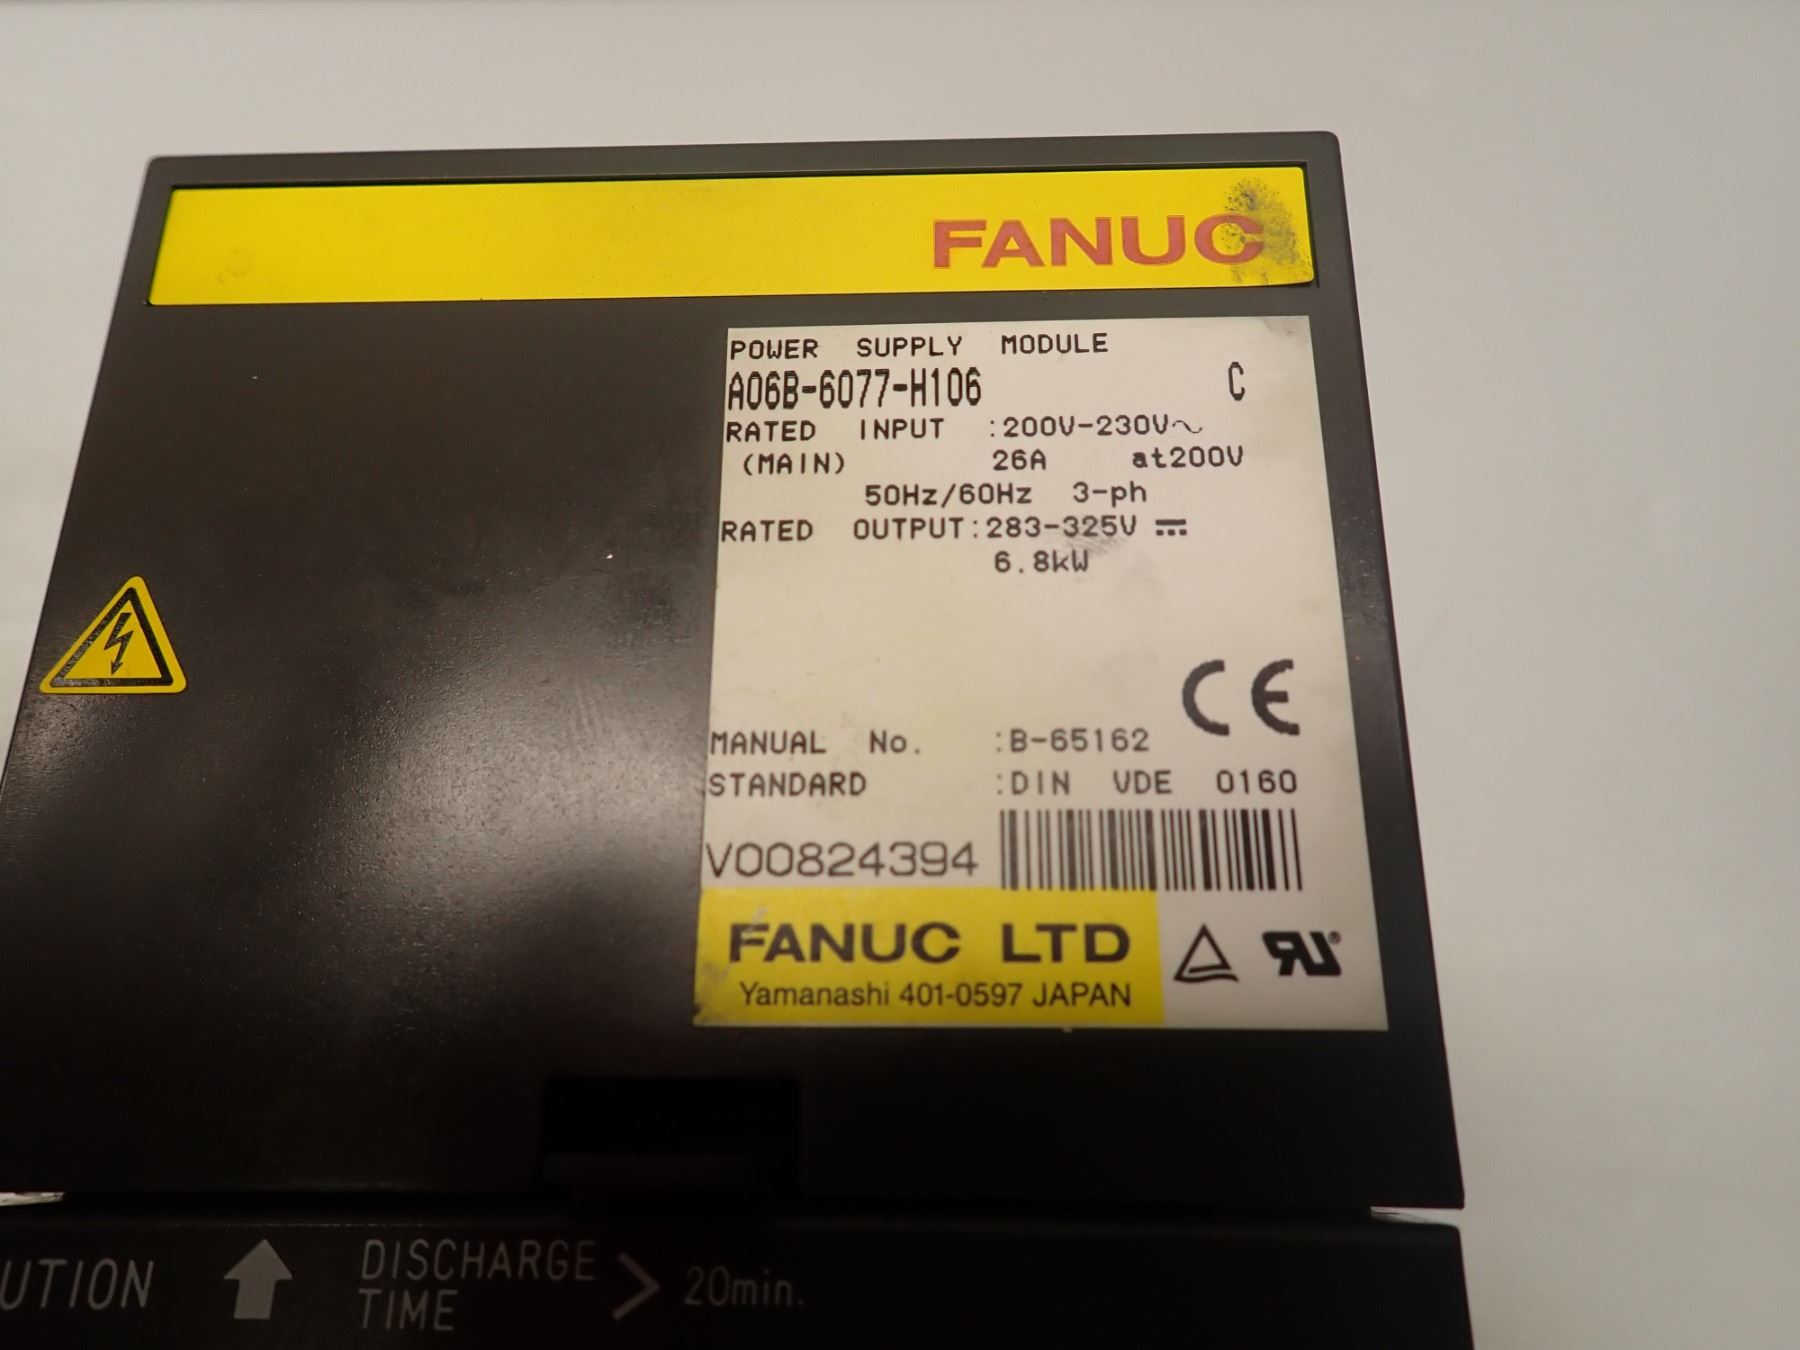 FANUC
POWER SUPPLY MODULE
A06B-6077-H106 C
RATED INPUT :200V-230V~
(MAIN) 26A at200V
50Hz/60Hz 3-ph
RATED OUTPUT:283-325V ⎓
6.8kW
CE
MANUAL No. :B-65162
STANDARD :DIN VDE 0160
V00824394
FANUC LTD
Yamanashi 401-0597 JAPAN
UTION DISCHARGE TIME > 20min.